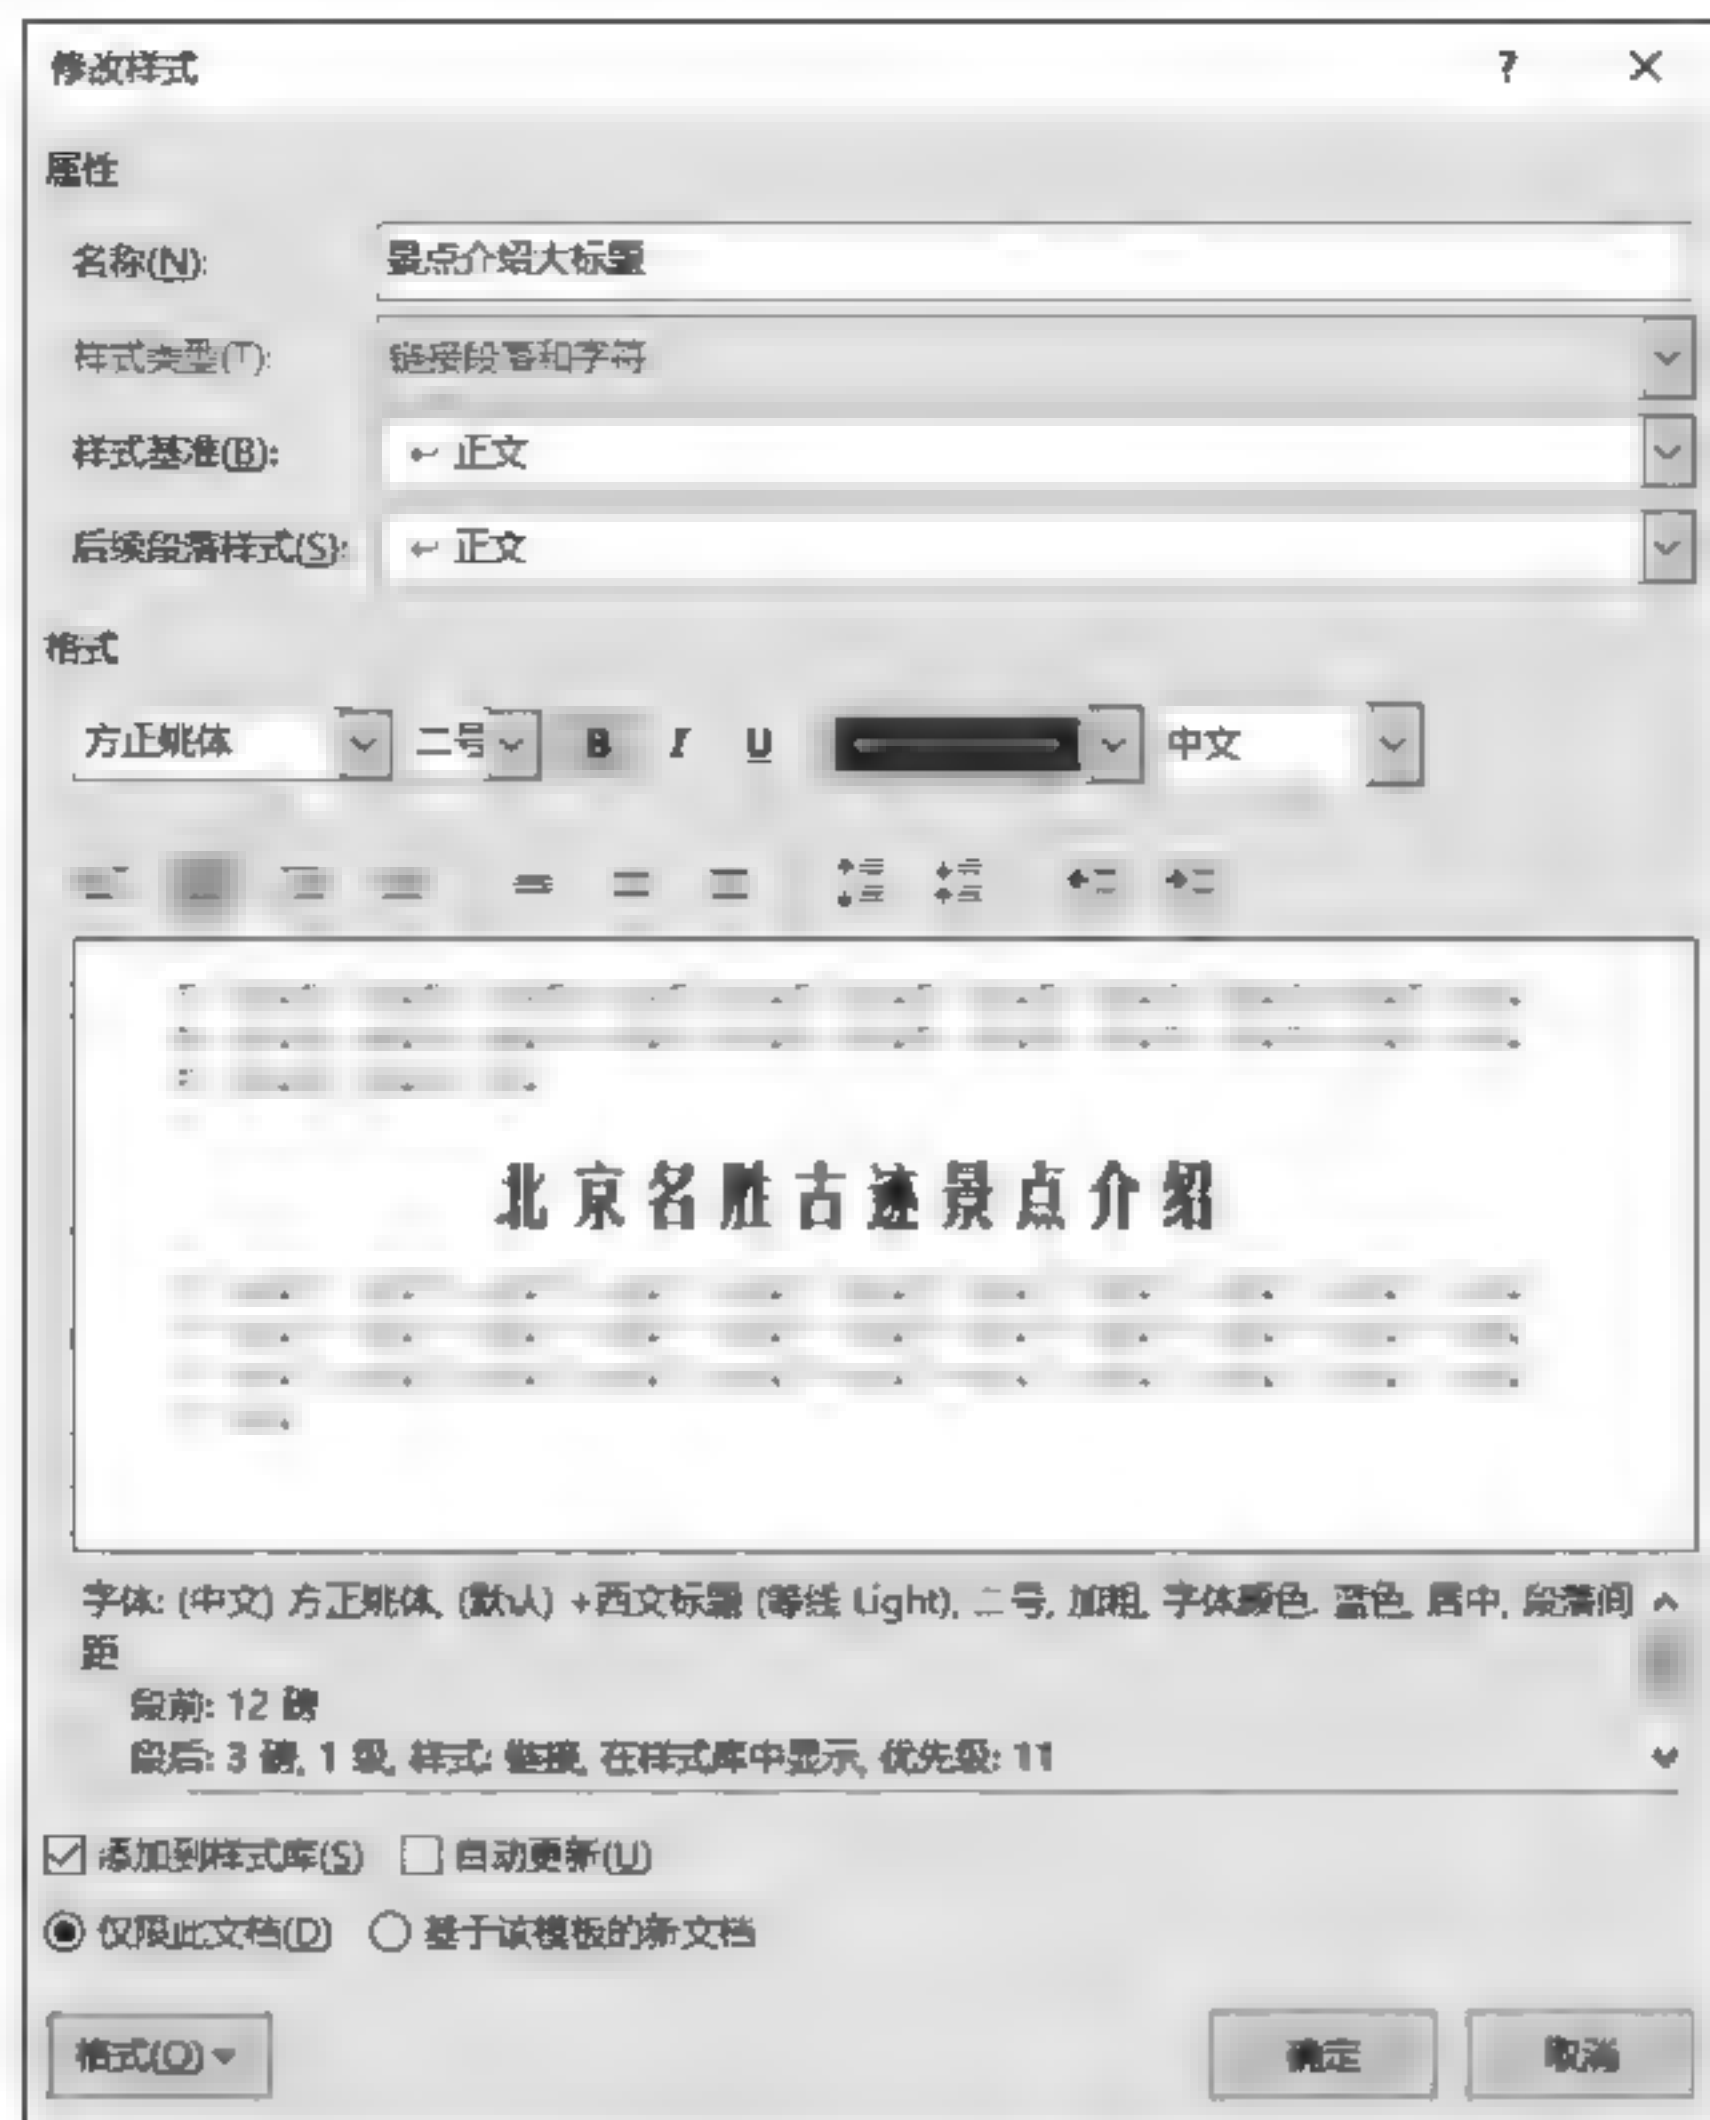 修改样式
?
×
属性
名称(N):
景点介绍大标题
样式类型(T):
链接段落和字符
样式基准(B):
↵ 正文
后续段落样式(S):
↵ 正文
格式
方正姚体 二号 B I U 中文
北京名胜古迹景点介绍
字体: (中文) 方正姚体, (默认) +西文标题 (等线 Light), 二号, 加粗, 字体颜色: 蓝色, 居中, 段落间
距
段前: 12 磅
段后: 3 磅, 1 级, 样式: 链接, 在样式库中显示, 优先级: 11
添加到样式库(S) 自动更新(U)
仅限此文档(D) 基于该模板的新文档
格式(O)
确定
取消